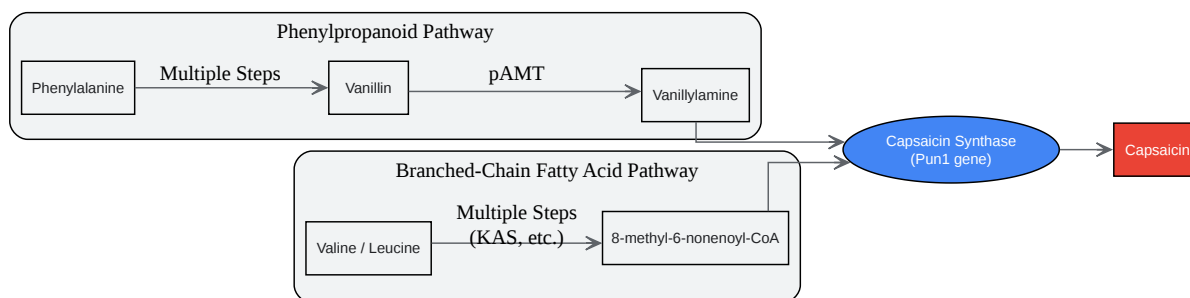 Phenylpropanoid Pathway
Phenylalanine
Multiple Steps
Vanillin
pAMT
Vanillylamine
Capsaicin Synthase
(Pun1 gene)
Capsaicin
Branched-Chain Fatty Acid Pathway
Valine / Leucine
Multiple Steps
(KAS, etc.)
8-methyl-6-nonenoyl-CoA